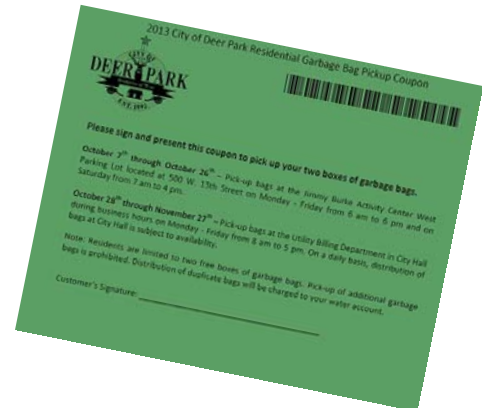 2013 City of Deer Park Residential Garbage Bag Pickup Coupon
CITY OF
DEER PARK
EST. 1892
Please sign and present this coupon to pick up your two boxes of garbage bags.
October 7th through October 26th – Pick-up bags at the Jimmy Burke Activity Center West
Parking Lot located at 500 W. 13th Street on Monday - Friday from 6 am to 6 pm and on
Saturday from 7 am to 4 pm.
October 28th through November 27th – Pick-up bags at the Utility Billing Department in City Hall
during business hours on Monday - Friday from 8 am to 5 pm. On a daily basis, distribution of
bags at City Hall is subject to availability.
Note: Residents are limited to two free boxes of garbage bags. Pick-up of additional garbage
bags is prohibited. Distribution of duplicate bags will be charged to your water account.
Customer's Signature: